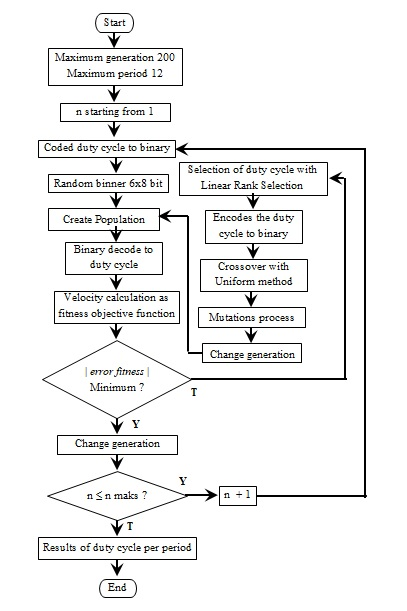 Start
Maximum generation 200
Maximum period 12
n starting from 1
Coded duty cycle to binary
Random binner 6x8 bit
Create Population
Binary decode to
duty cycle
Velocity calculation as
fitness objective function
| error fitness |
Minimum ?
T
Y
Selection of duty cycle with
Linear Rank Selection
Encodes the duty
cycle to binary
Crossover with
Uniform method
Mutations process
Change generation
Change generation
n ≤ n maks ?
Y
n + 1
T
Results of duty cycle per period
End